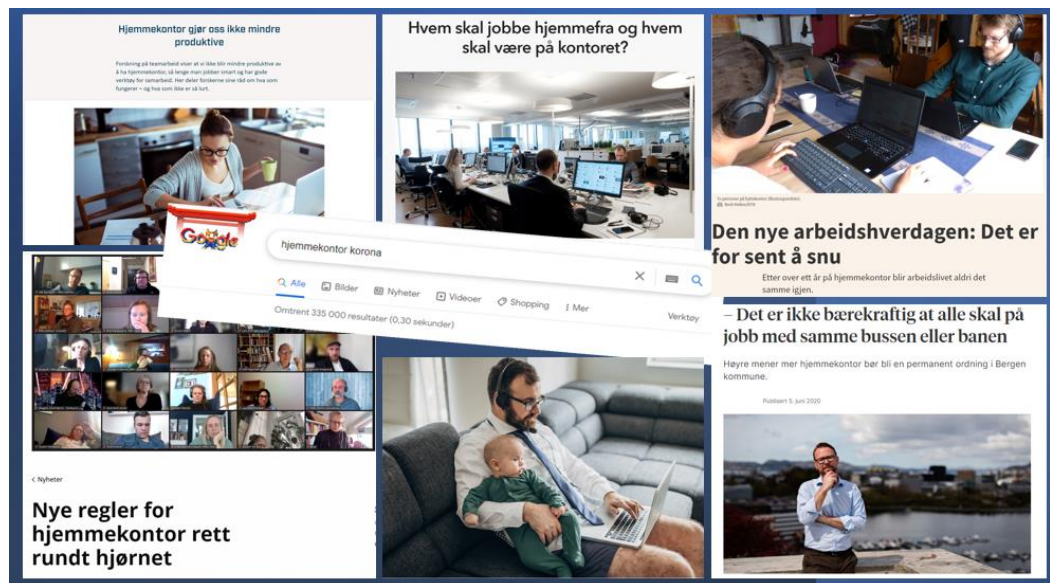 Hjemmekontor gjør oss ikke mindre
produktive
Forskning på teamarbeid viser at vi ikke blir mindre produktive av
å ha hjemmekontor, så lenge man jobber smart og har gode
verktøy for samarbeid. Her deler forskerne sine råd om hva som
fungerer – og hva som ikke er så lurt.
Hvem skal jobbe hjemmefra og hvem
skal være på kontoret?
Den nye arbeidshverdagen: Det er
for sent å snu
Etter over ett år på hjemmekontor blir arbeidslivet aldri det
samme igjen.
Google
hjemmekontor korona
Alle Bilder Nyheter Videoer Shopping Mer Verktøy
Omtrent 335 000 resultater (0,30 sekunder)
– Det er ikke bærekraftig at alle skal på
jobb med samme bussen eller banen
Høyre mener mer hjemmekontor bør bli en permanent ordning i Bergen
kommune.
Publisert 5. juni 2020
< Nyheter
Nye regler for
hjemmekontor rett
rundt hjørnet